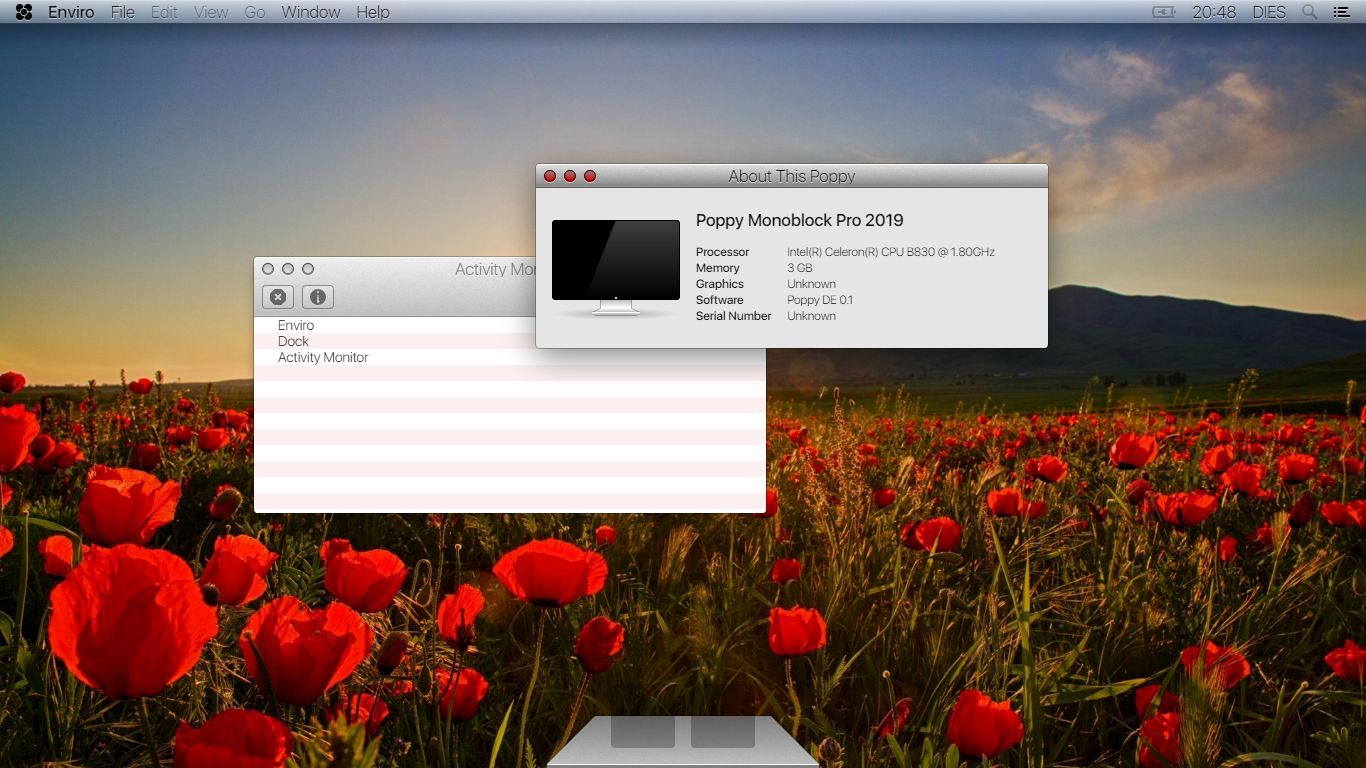 Enviro File Edit View Go Window Help 20:48 DIES
About This Poppy
Poppy Monoblock Pro 2019
Processor Intel(R) Celeron(R) CPU B830 @ 1.80GHz
Memory 3 GB
Graphics Unknown
Software Poppy DE 0.1
Serial Number Unknown
Activity Mo
Enviro
Dock
Activity Monitor